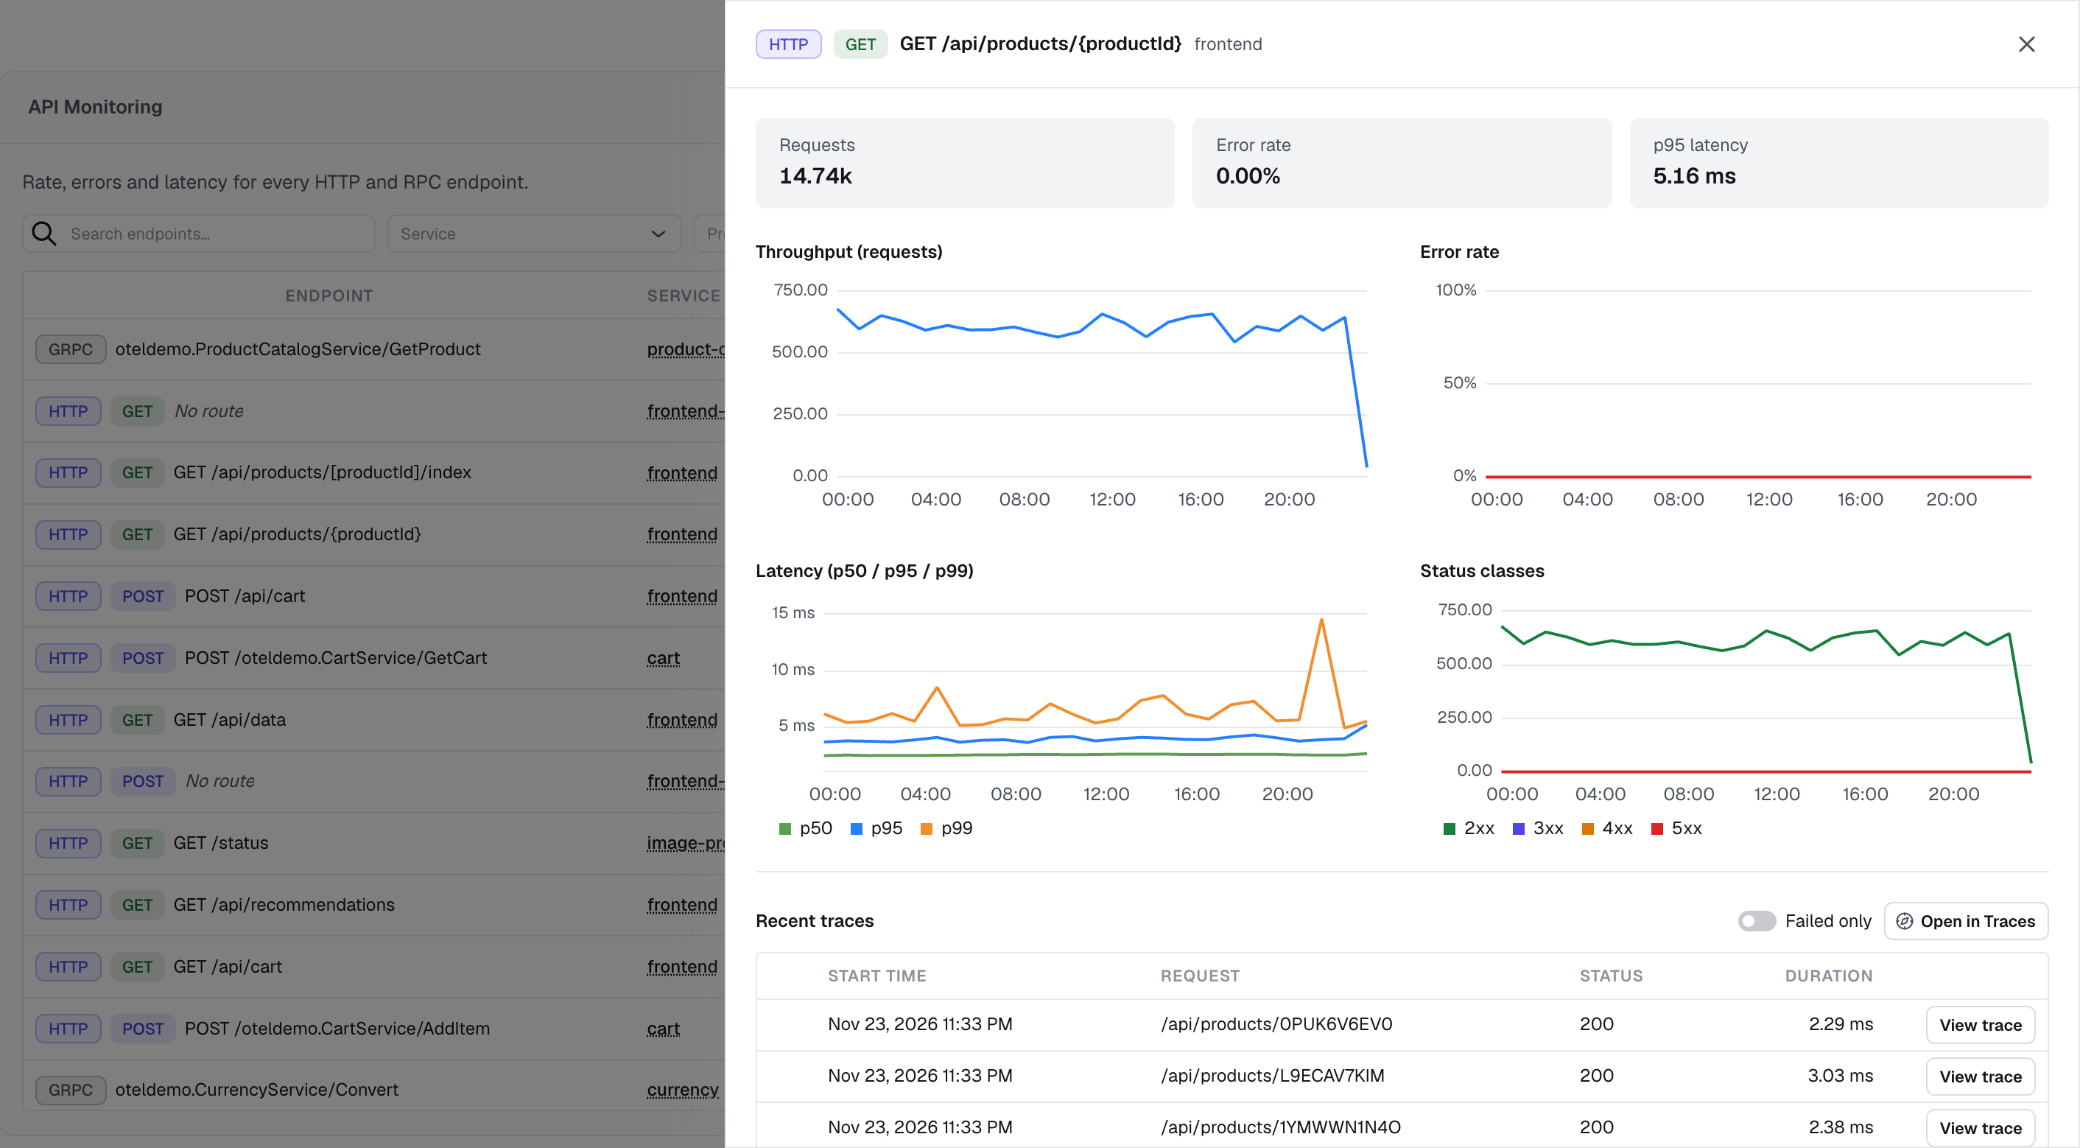 API Monitoring
Rate, errors and latency for every HTTP and RPC endpoint.
Search endpoints...
Service
ENDPOINT SERVICE
GRPC oteldemo.ProductCatalogService/GetProduct
HTTP GET No route frontend-
HTTP GET GET /api/products/[productId]/index frontend
HTTP GET GET /api/products/{productId} frontend
HTTP POST POST /api/cart frontend
HTTP POST POST /oteldemo.CartService/GetCart cart
HTTP GET GET /api/data frontend
HTTP POST No route frontend-
HTTP GET GET /status
HTTP GET GET /api/recommendations frontend
HTTP GET GET /api/cart frontend
HTTP POST POST /oteldemo.CartService/AddItem cart
GRPC oteldemo.CurrencyService/Convert currency
HTTP GET GET /api/products/{productId} frontend
Requests
14.74k
Error rate
0.00%
p95 latency
5.16 ms
Throughput (requests)
750.00
500.00
250.00
0.00
00:00 04:00 08:00 12:00 16:00 20:00
Error rate
100%
50%
0%
00:00 04:00 08:00 12:00 16:00 20:00
Latency (p50 / p95 / p99)
15 ms
10 ms
5 ms
00:00 04:00 08:00 12:00 16:00 20:00
p50 p95 p99
Status classes
750.00
500.00
250.00
0.00
00:00 04:00 08:00 12:00 16:00 20:00
2xx 3xx 4xx 5xx
Recent traces
Failed only
Open in Traces
START TIME REQUEST STATUS DURATION
Nov 23, 2026 11:33 PM /api/products/0PUK6V6EV0 200 2.29 ms View trace
Nov 23, 2026 11:33 PM /api/products/L9ECAV7KIM 200 3.03 ms View trace
Nov 23, 2026 11:33 PM /api/products/1YMWWN1N4O 200 2.38 ms View trace